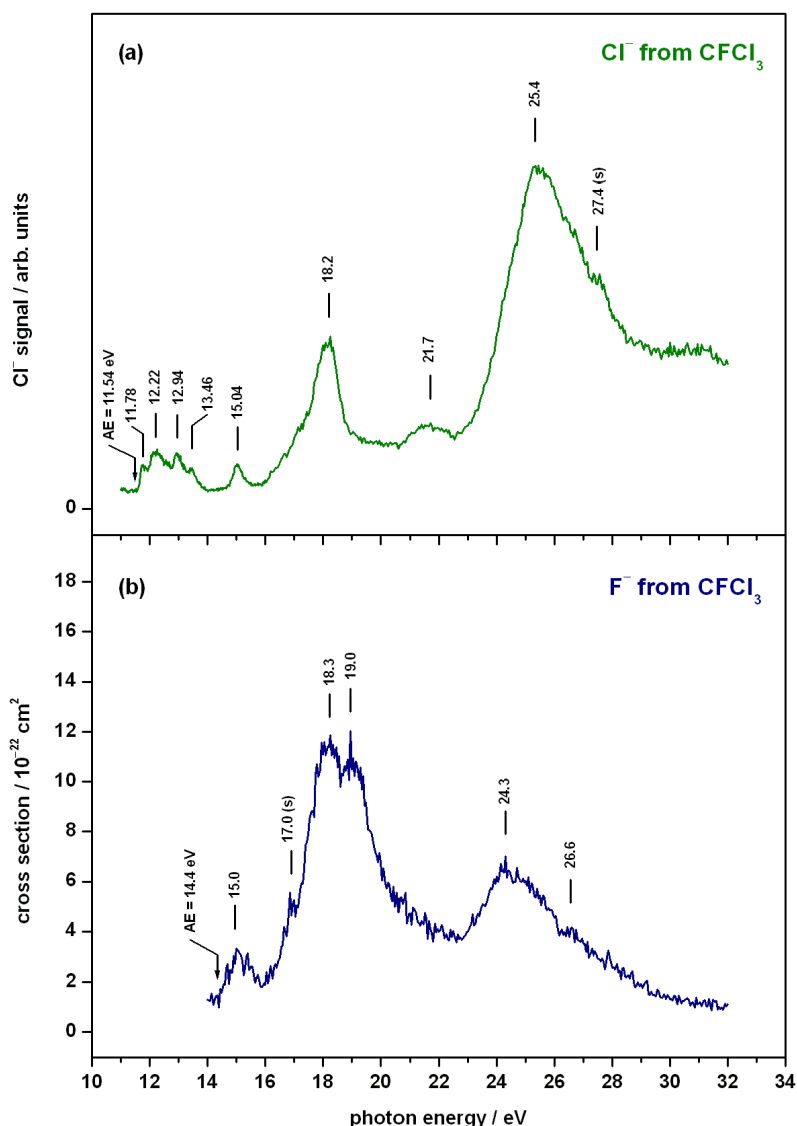 (a)
Cl⁻ from CFCl₃
Cl⁻ signal / arb. units
0
AE = 11.54 eV
11.78
12.22
12.94
13.46
15.04
18.2
21.7
25.4
27.4 (s)
(b)
F⁻ from CFCl₃
cross section / 10⁻²² cm²
18
16
14
12
10
8
6
4
2
0
AE = 14.4 eV
15.0
17.0 (s)
18.3
19.0
24.3
26.6
10 12 14 16 18 20 22 24 26 28 30 32 34
photon energy / eV